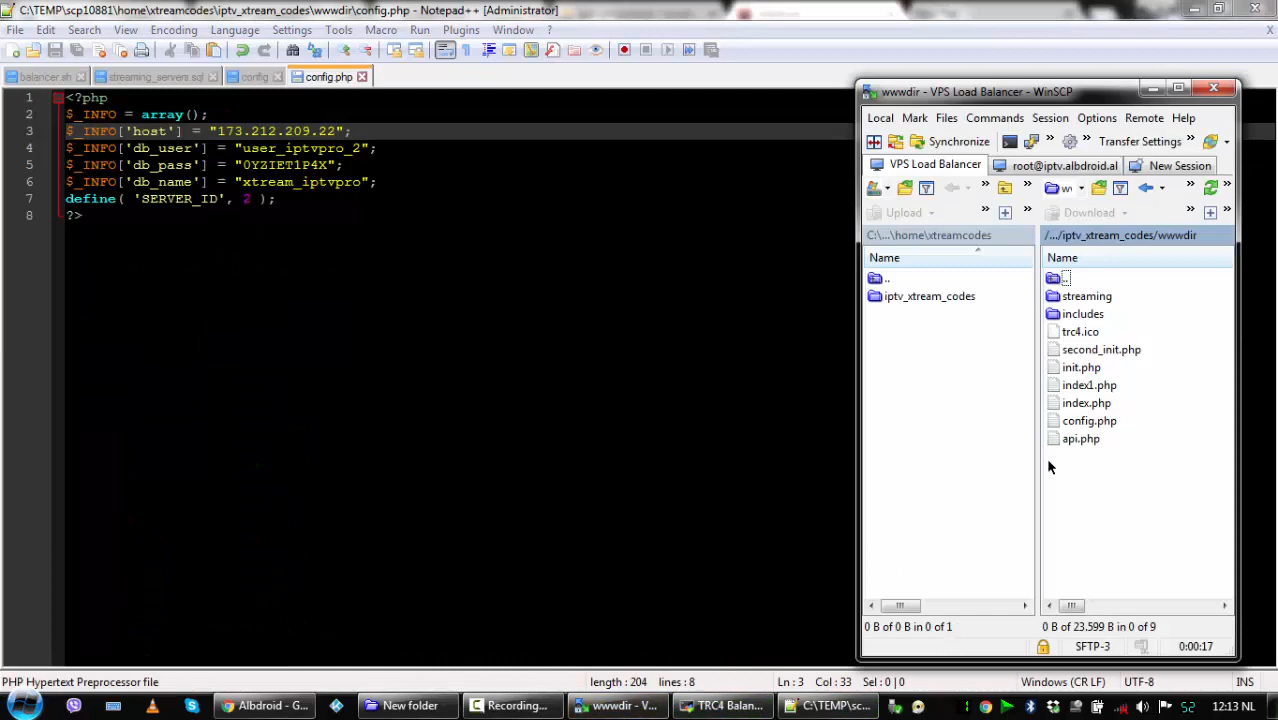 C:\TEMP\scp10881\home\xtreamcodes\iptv_xtream_codes\wwwdir\config.php - Notepad++ [Administrator]
File Edit Search View Encoding Language Settings Tools Macro Run Plugins Window ?
X
balancer.sh streaming_servers.sql config config.php
1 <?php
2 $_INFO = array();
3 $_INFO['host'] = "173.212.209.22";
4 $_INFO['db_user'] = "user_iptvpro_2";
5 $_INFO['db_pass'] = "0YZIET1P4X";
6 $_INFO['db_name'] = "xtream_iptvpro";
7 define( 'SERVER_ID', 2 );
8 ?>
wwwdir - VPS Load Balancer - WinSCP
Local Mark Files Commands Session Options Remote Help
Synchronize Transfer Settings
VPS Load Balancer root@iptv.albdroid.al New Session
Upload Download
C:\...\home\xtreamcodes /.../iptv_xtream_codes/wwwdir
Name Name
.. ..
iptv_xtream_codes streaming
includes
trc4.ico
second_init.php
init.php
index1.php
index.php
config.php
api.php
0 B of 0 B in 0 of 1 0 B of 23.599 B in 0 of 9
SFTP-3 0:00:17
PHP Hypertext Preprocessor file length : 204 lines : 8 Ln : 3 Col : 33 Sel : 0 | 0 Windows (CR LF) UTF-8 INS
Albdroid - G... New folder Recording... wwwdir - V... TRC4 Balan... C:\TEMP\sc... 52 12:13 NL